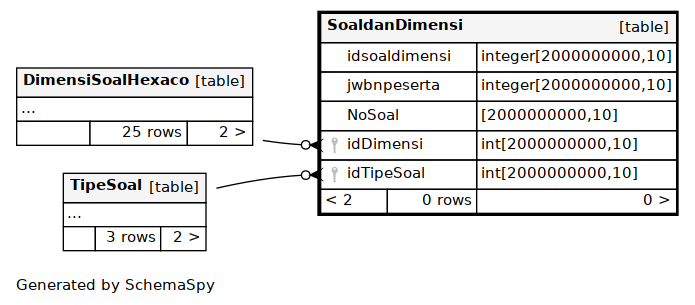 SoaldanDimensi [table]
idsoaldimensi integer[2000000000,10]
jwbnpeserta integer[2000000000,10]
NoSoal [2000000000,10]
idDimensi int[2000000000,10]
idTipeSoal int[2000000000,10]
< 2 0 rows 0 >
DimensiSoalHexaco [table]
...
25 rows 2 >
TipeSoal [table]
...
3 rows 2 >
Generated by SchemaSpy